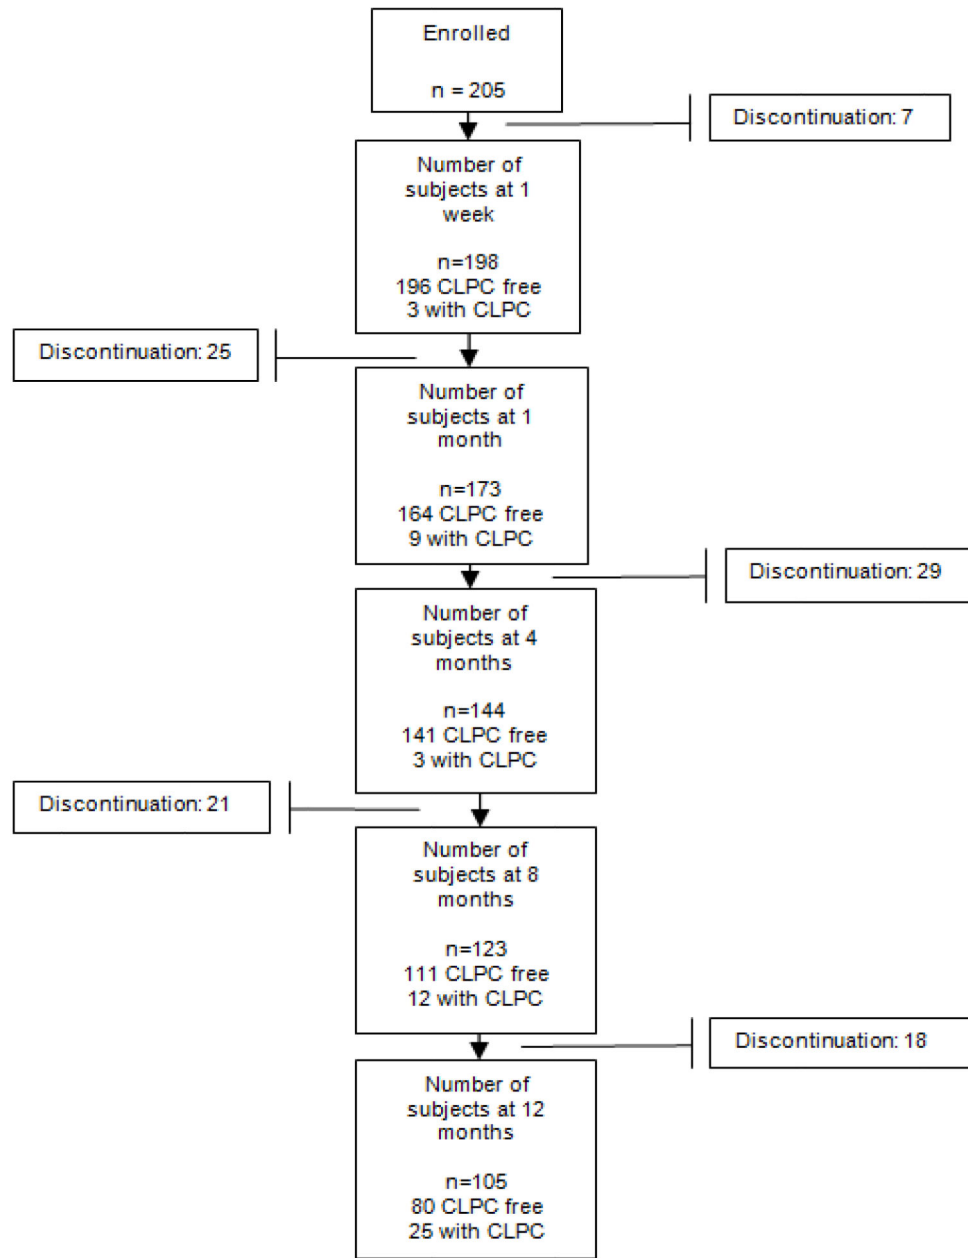 Enrolled
n = 205
Discontinuation: 7
Number of
subjects at 1
week
n=198
196 CLPC free
3 with CLPC
Discontinuation: 25
Number of
subjects at 1
month
n=173
164 CLPC free
9 with CLPC
Discontinuation: 29
Number of
subjects at 4
months
n=144
141 CLPC free
3 with CLPC
Discontinuation: 21
Number of
subjects at 8
months
n=123
111 CLPC free
12 with CLPC
Discontinuation: 18
Number of
subjects at 12
months
n=105
80 CLPC free
25 with CLPC